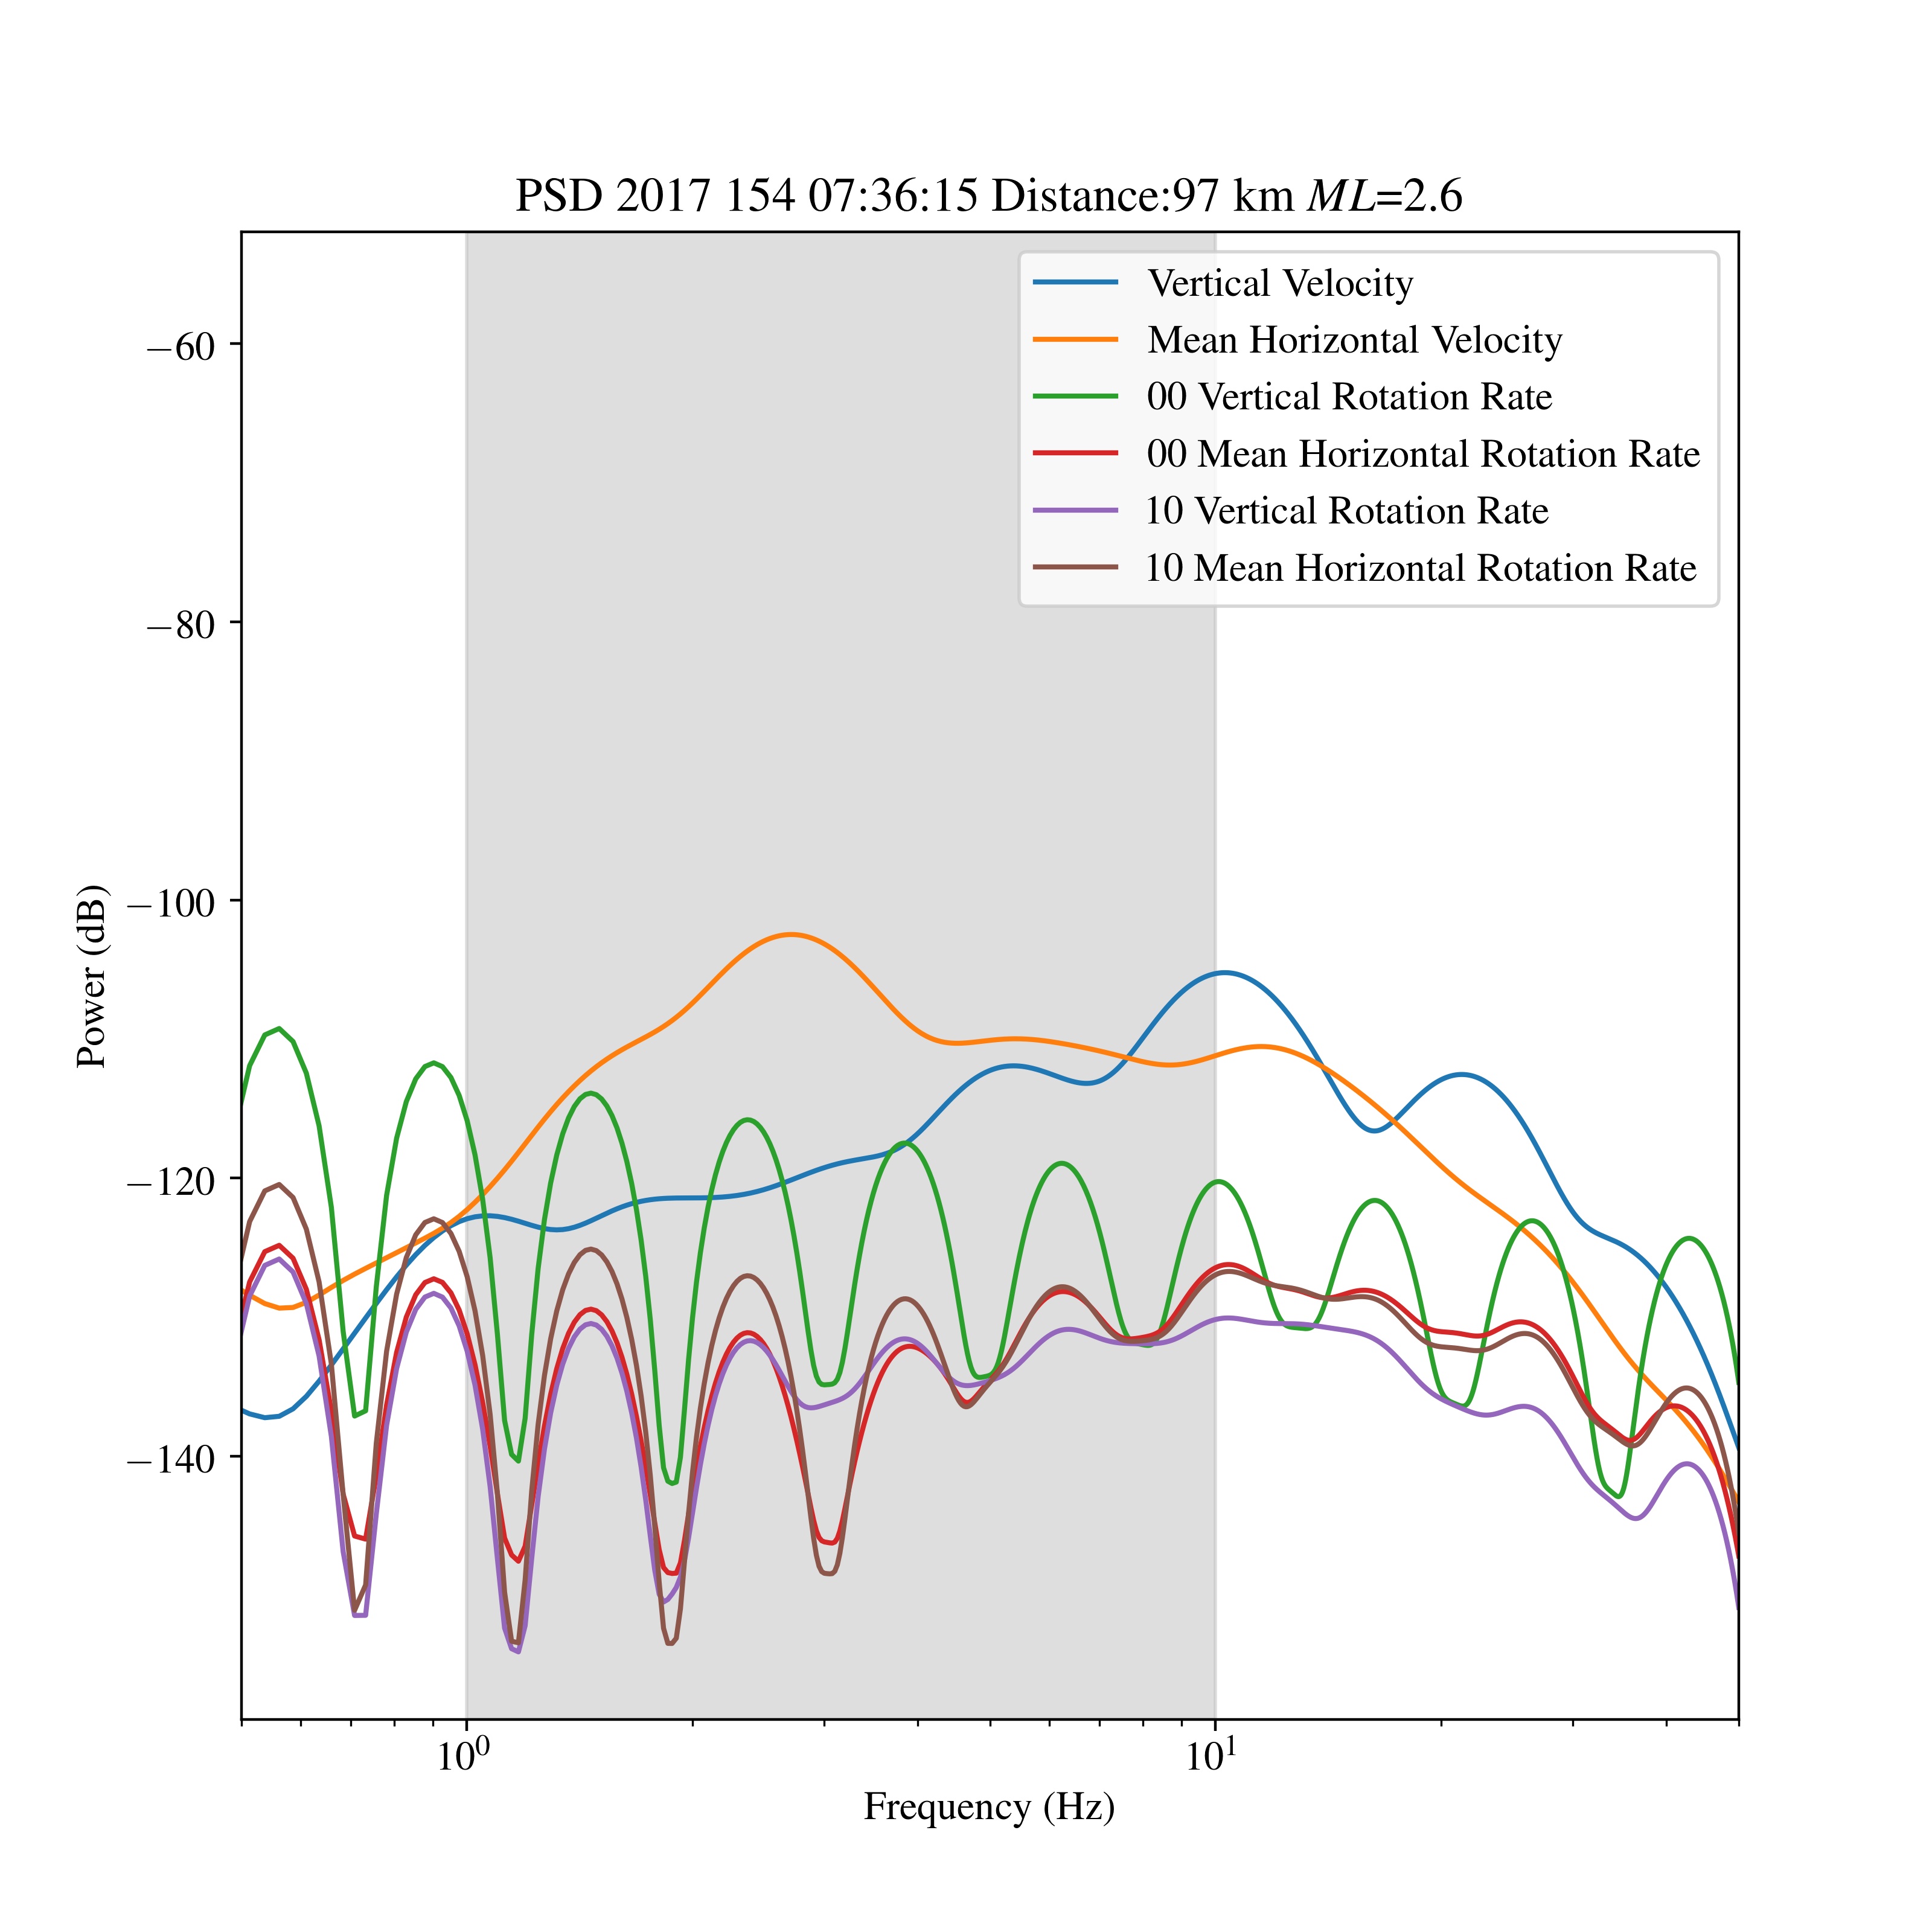 PSD 2017 154 07:36:15 Distance:97 km ML=2.6
Vertical Velocity
Mean Horizontal Velocity
00 Vertical Rotation Rate
00 Mean Horizontal Rotation Rate
10 Vertical Rotation Rate
10 Mean Horizontal Rotation Rate
−60
−80
−100
−120
−140
Power (dB)
10⁰
10¹
Frequency (Hz)